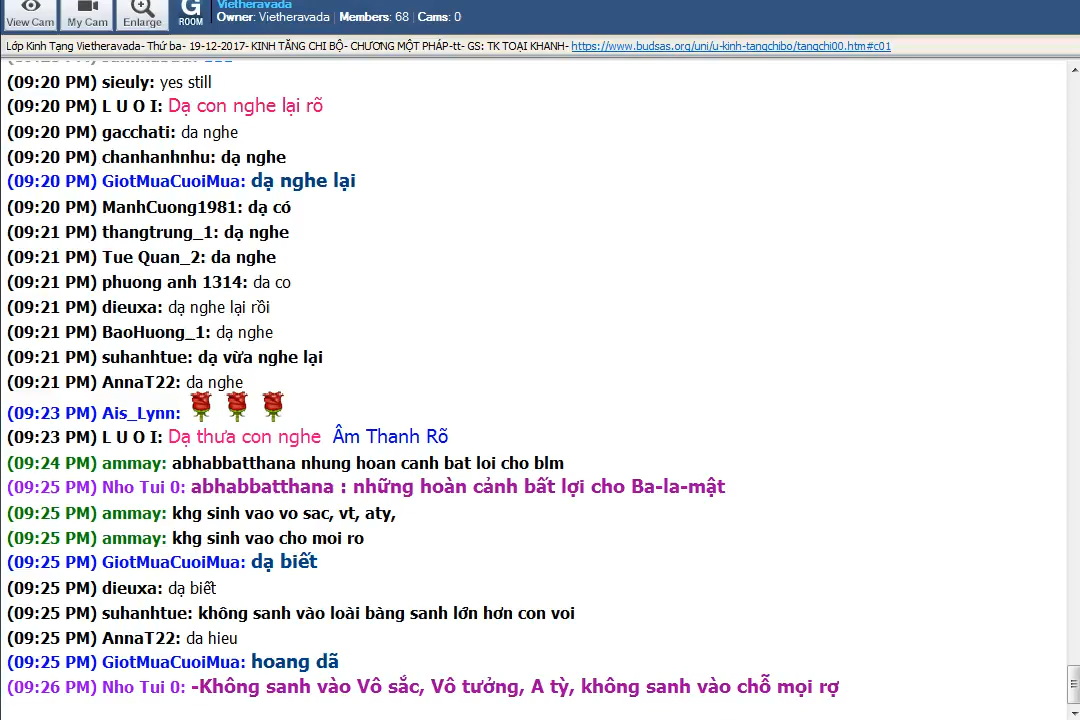 Vietheravada
View Cam My Cam Enlarge G ROOM Owner: Vietheravada | Members: 68 | Cams: 0
Lớp Kinh Tạng Vietheravada- Thứ ba- 19-12-2017- KINH TĂNG CHI BỘ- CHƯƠNG MỘT PHÁP-tt- GS: TK TOẠI KHANH- https://www.budsas.org/uni/u-kinh-tangchibo/tangchi00.htm#c01
(09:20 PM) sieuly: yes still
(09:20 PM) L U O I: Dạ con nghe lại rõ
(09:20 PM) gacchati: da nghe
(09:20 PM) chanhanhnhu: dạ nghe
(09:20 PM) GiotMuaCuoiMua: dạ nghe lại
(09:20 PM) ManhCuong1981: dạ có
(09:21 PM) thangtrung_1: dạ nghe
(09:21 PM) Tue Quan_2: da nghe
(09:21 PM) phuong anh 1314: da co
(09:21 PM) dieuxa: dạ nghe lại rồi
(09:21 PM) BaoHuong_1: dạ nghe
(09:21 PM) suhanhtue: dạ vừa nghe lại
(09:21 PM) AnnaT22: da nghe
(09:23 PM) Ais_Lynn:
(09:23 PM) L U O I: Dạ thưa con nghe Âm Thanh Rõ
(09:24 PM) ammay: abhabbatthana nhung hoan canh bat loi cho blm
(09:25 PM) Nho Tui 0: abhabbatthana : những hoàn cảnh bất lợi cho Ba-la-mật
(09:25 PM) ammay: khg sinh vao vo sac, vt, aty,
(09:25 PM) ammay: khg sinh vao cho moi ro
(09:25 PM) GiotMuaCuoiMua: dạ biết
(09:25 PM) dieuxa: dạ biết
(09:25 PM) suhanhtue: không sanh vào loài bàng sanh lớn hơn con voi
(09:25 PM) AnnaT22: da hieu
(09:25 PM) GiotMuaCuoiMua: hoang dã
(09:26 PM) Nho Tui 0: -Không sanh vào Vô sắc, Vô tưởng, A tỳ, không sanh vào chỗ mọi rợ